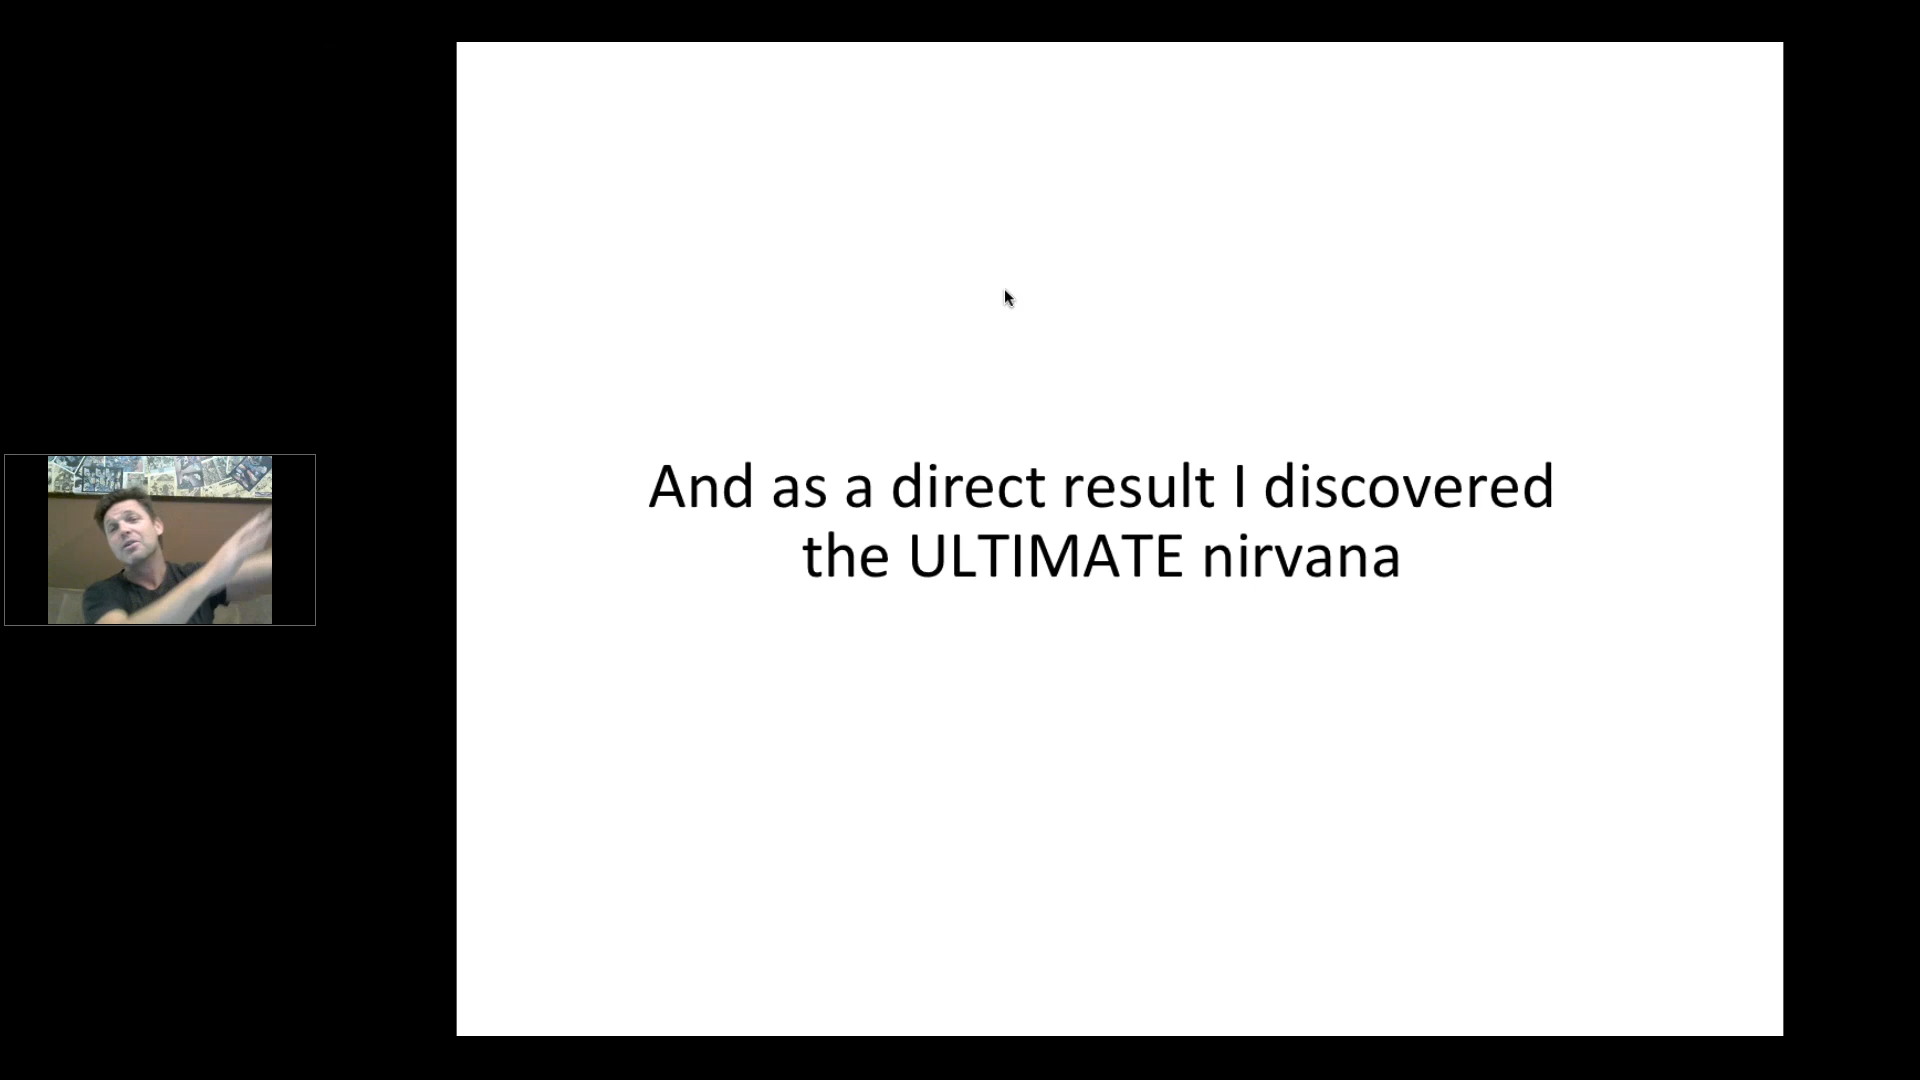 And as a direct result I discovered
the ULTIMATE nirvana